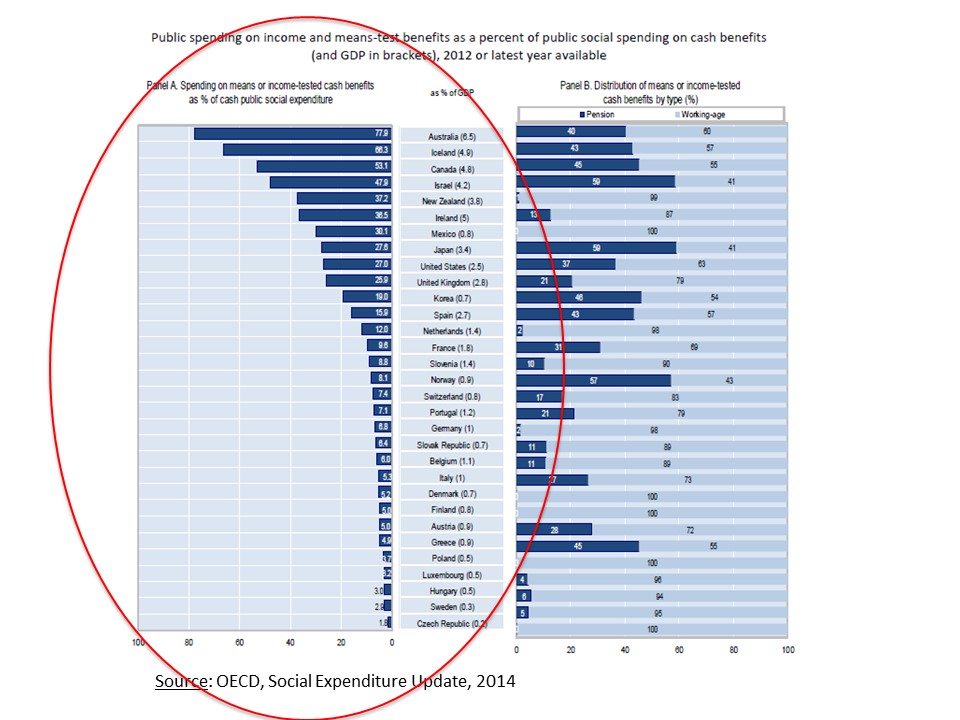 Public spending on income and means-test benefits as a percent of public social spending on cash benefits
(and GDP in brackets), 2012 or latest year available
Panel A. Spending on means or income-tested cash benefits
as % of cash public social expenditure
as % of GDP
Panel B. Distribution of means or income-tested
cash benefits by type (%)
Pension Working-age
77.9 Australia (6.5) 40 60
66.3 Iceland (4.9) 43 57
53.1 Canada (4.8) 45 55
47.9 Israel (4.2) 59 41
37.2 New Zealand (3.8) 99
36.5 Ireland (5) 13 87
30.1 Mexico (0.8) 100
27.6 Japan (3.4) 59 41
27.0 United States (2.5) 37 63
25.9 United Kingdom (2.8) 21 79
19.0 Korea (0.7) 46 54
15.9 Spain (2.7) 43 57
12.0 Netherlands (1.4) 2 98
9.6 France (1.8) 31 69
8.8 Slovenia (1.4) 10 90
8.1 Norway (0.9) 57 43
7.4 Switzerland (0.8) 17 83
7.1 Portugal (1.2) 21 79
6.8 Germany (1) 2 98
6.4 Slovak Republic (0.7) 11 89
6.0 Belgium (1.1) 11 89
5.3 Italy (1) 27 73
5.2 Denmark (0.7) 100
5.0 Finland (0.8) 100
5.0 Austria (0.9) 28 72
4.9 Greece (0.9) 45 55
3.7 Poland (0.5) 100
3.2 Luxembourg (0.5) 4 96
3.0 Hungary (0.5) 6 94
2.9 Sweden (0.3) 5 95
1.8 Czech Republic (0.2) 100
100 80 60 40 20 0
0 20 40 60 80 100
Source: OECD, Social Expenditure Update, 2014